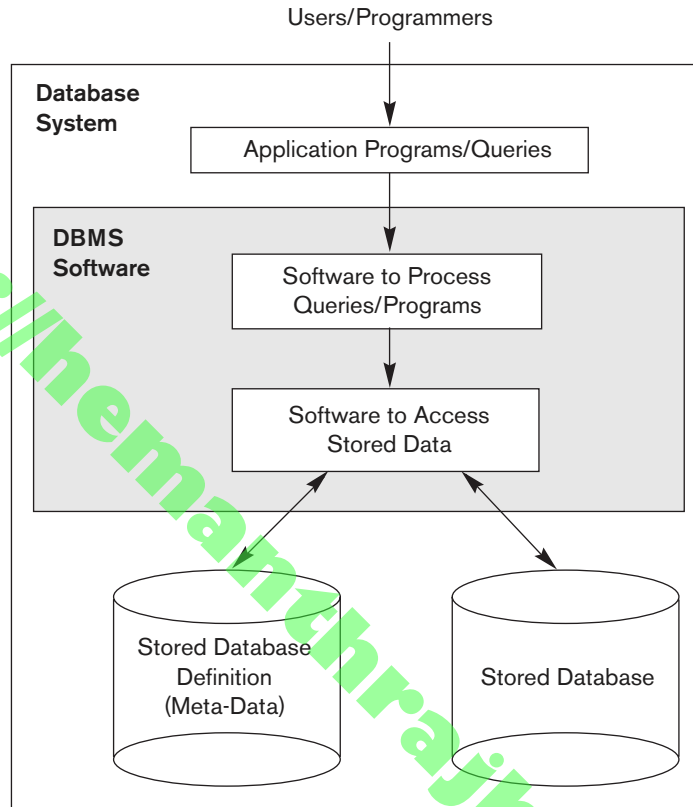 Users/Programmers
Database
System
Application Programs/Queries
DBMS
Software
Software to Process
Queries/Programs
Software to Access
Stored Data
Stored Database
Definition
(Meta-Data)
Stored Database
//hemanthrajh